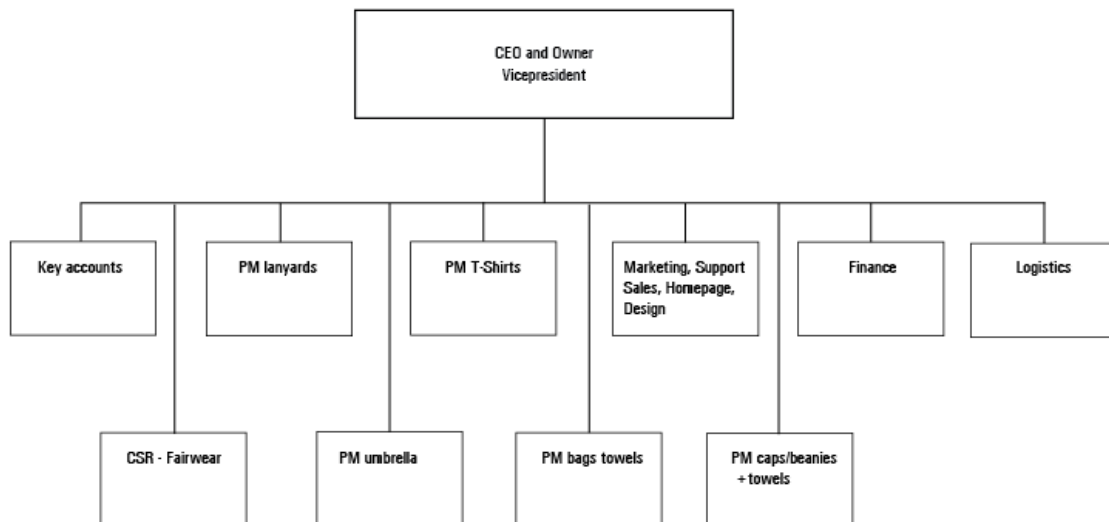 CEO and Owner
Vicepresident
Key accounts
PM lanyards
PM T-Shirts
Marketing, Support
Sales, Homepage,
Design
Finance
Logistics
CSR - Fairwear
PM umbrella
PM bags towels
PM caps/beanies
+ towels